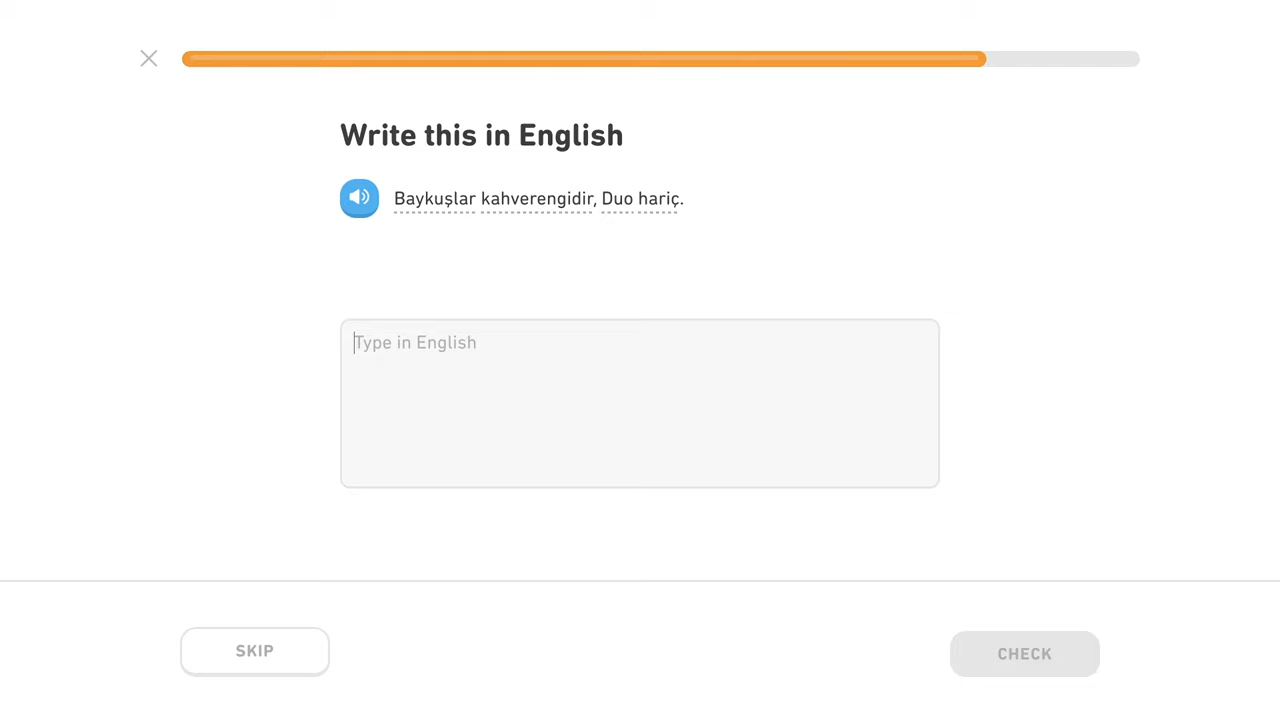 Write this in English
Baykuşlar kahverengidir, Duo hariç.
Type in English
SKIP
CHECK